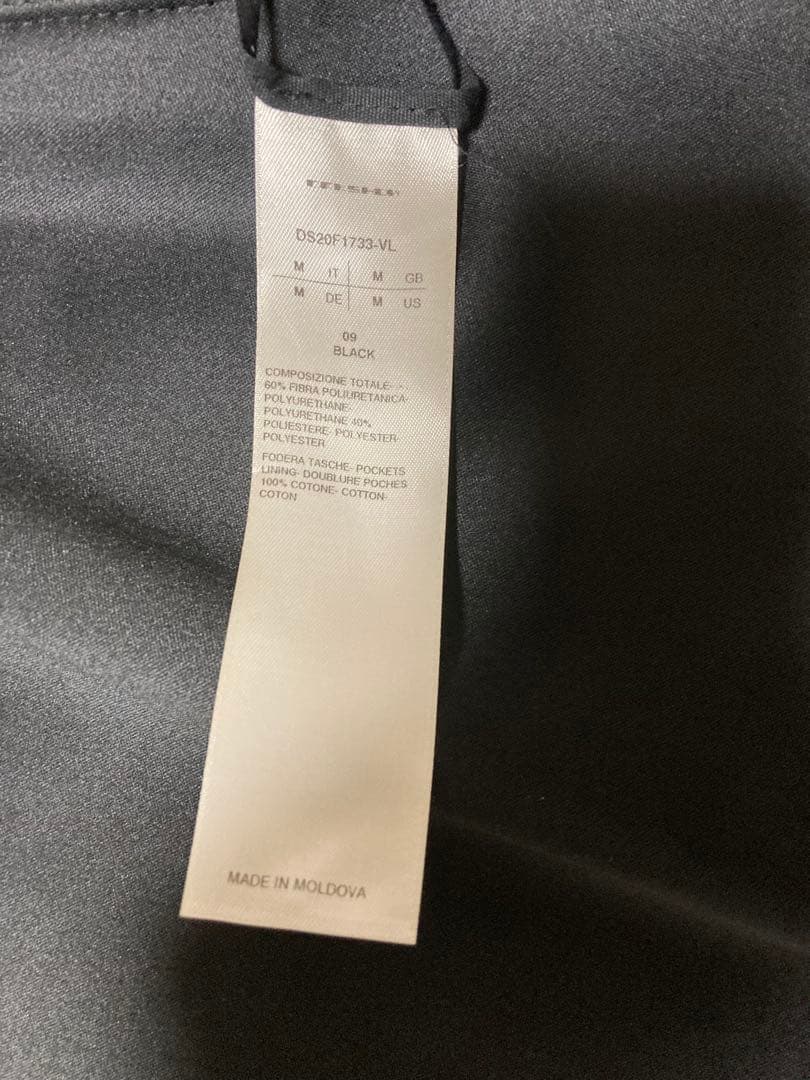 DS20F1733-VL
M IT M GB
M DE M US
09
BLACK
COMPOSIZIONE TOTALE- -
60% FIBRA POLIURETANICA-
POLYURETHANE-
POLYURETHANE 40%
POLIESTERE- POLYESTER-
POLYESTER
FODERA TASCHE- POCKETS
LINING- DOUBLURE POCHES
100% COTONE- COTTON-
COTON
MADE IN MOLDOVA